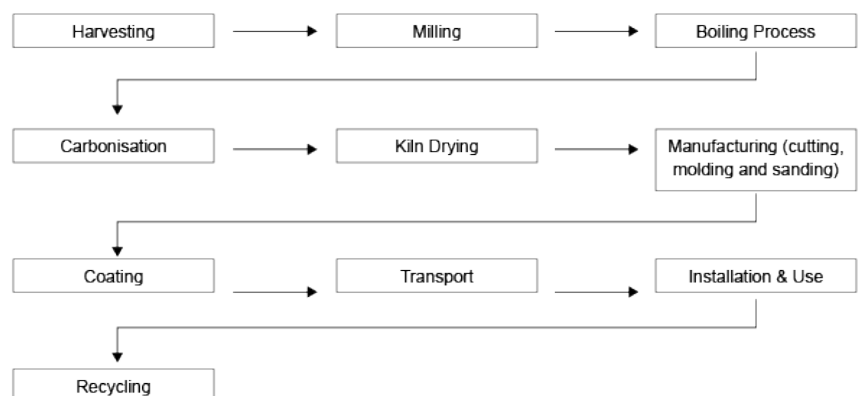 Harvesting
Milling
Boiling Process
Carbonisation
Kiln Drying
Manufacturing (cutting,
molding and sanding)
Coating
Transport
Installation & Use
Recycling